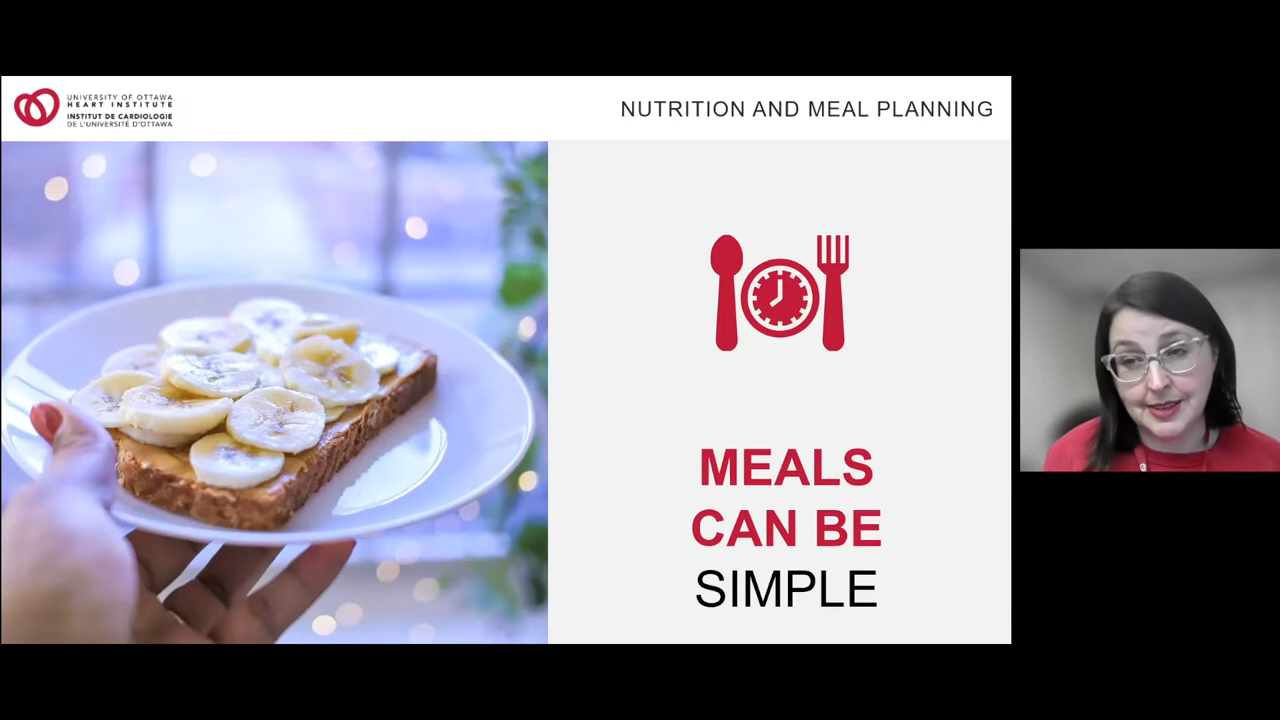 UNIVERSITY OF OTTAWA
HEART INSTITUTE
INSTITUT DE CARDIOLOGIE
DE L'UNIVERSITÉ D'OTTAWA
NUTRITION AND MEAL PLANNING
MEALS
CAN BE
SIMPLE